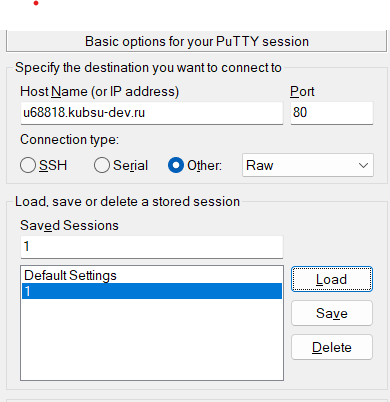 Basic options for your PuTTY session
Specify the destination you want to connect to
Host Name (or IP address) Port
u68818.kubsu-dev.ru 80
Connection type:
SSH Serial Other: Raw
Load, save or delete a stored session
Saved Sessions
1
Default Settings
1
Load
Save
Delete